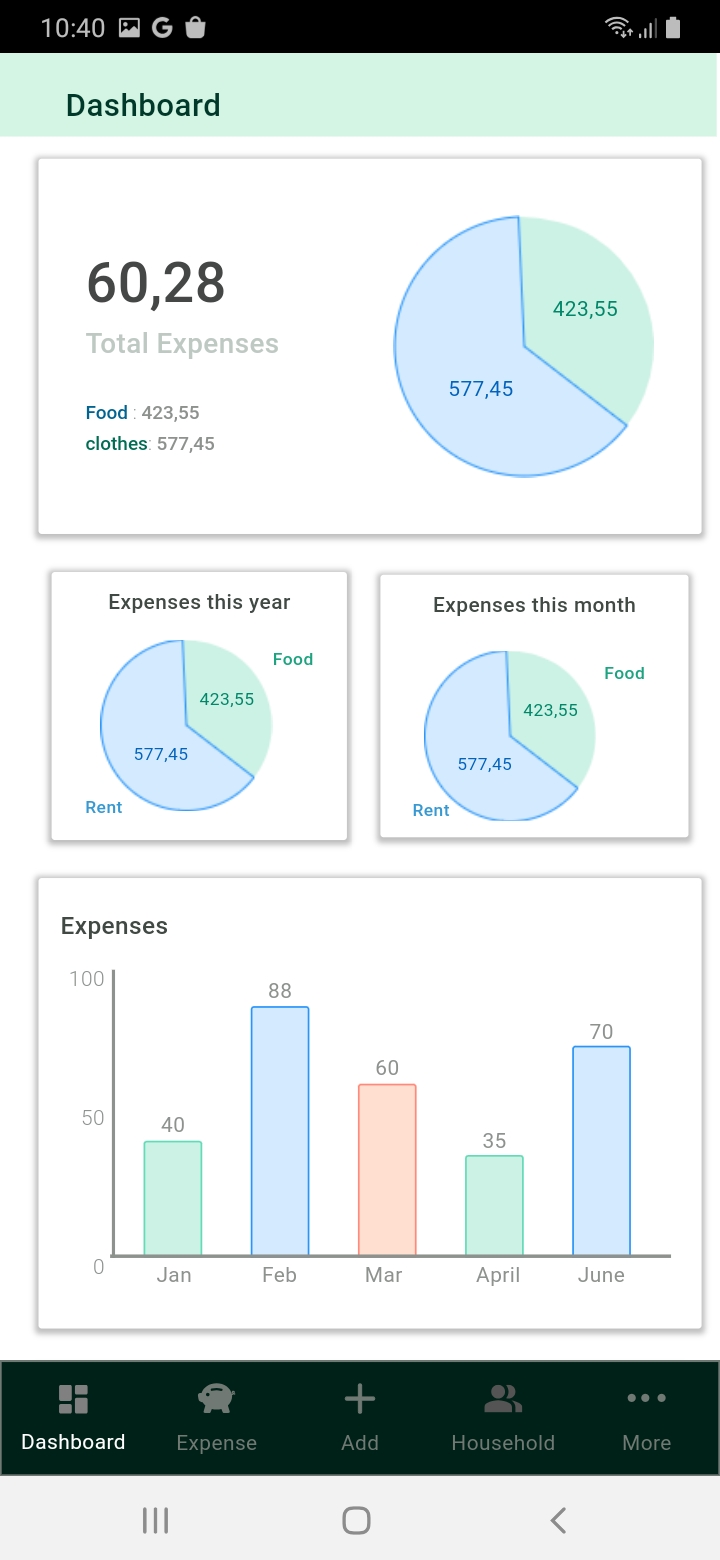 10:40
Dashboard
60,28
Total Expenses
Food : 423,55
clothes: 577,45
423,55
577,45
Expenses this year
Food
423,55
577,45
Rent
Expenses this month
Food
423,55
577,45
Rent
Expenses
100
50
0
40
88
60
35
70
Jan Feb Mar April June
Dashboard Expense Add Household More